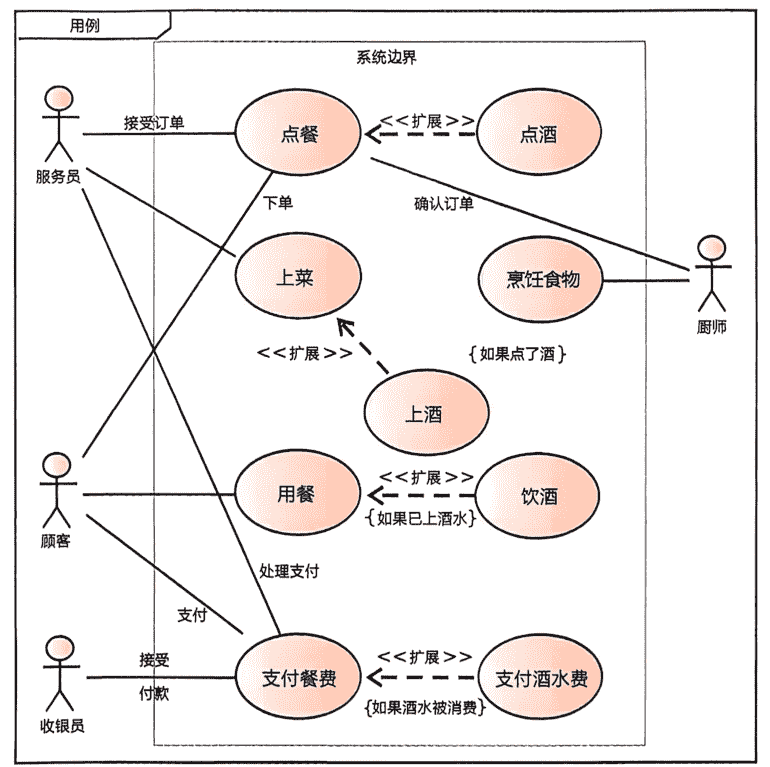 用例
系统边界
接受订单
点餐
<<扩展>>
点酒
服务员
下单
确认订单
上菜
烹饪食物
厨师
<<扩展>>
{如果点了酒}
上酒
用餐
<<扩展>>
饮酒
{如果已上酒水}
顾客
处理支付
支付
接受
付款
支付餐费
<<扩展>>
支付酒水费
{如果酒水被消费}
收银员